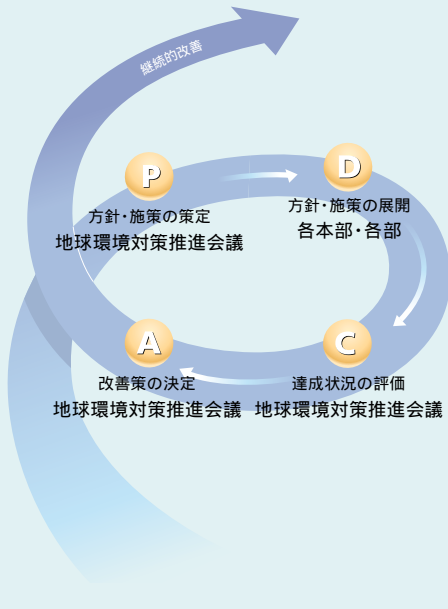 継続的改善
P
方針・施策の策定
地球環境対策推進会議
D
方針・施策の展開
各本部・各部
A
改善策の決定
地球環境対策推進会議
C
達成状況の評価
地球環境対策推進会議